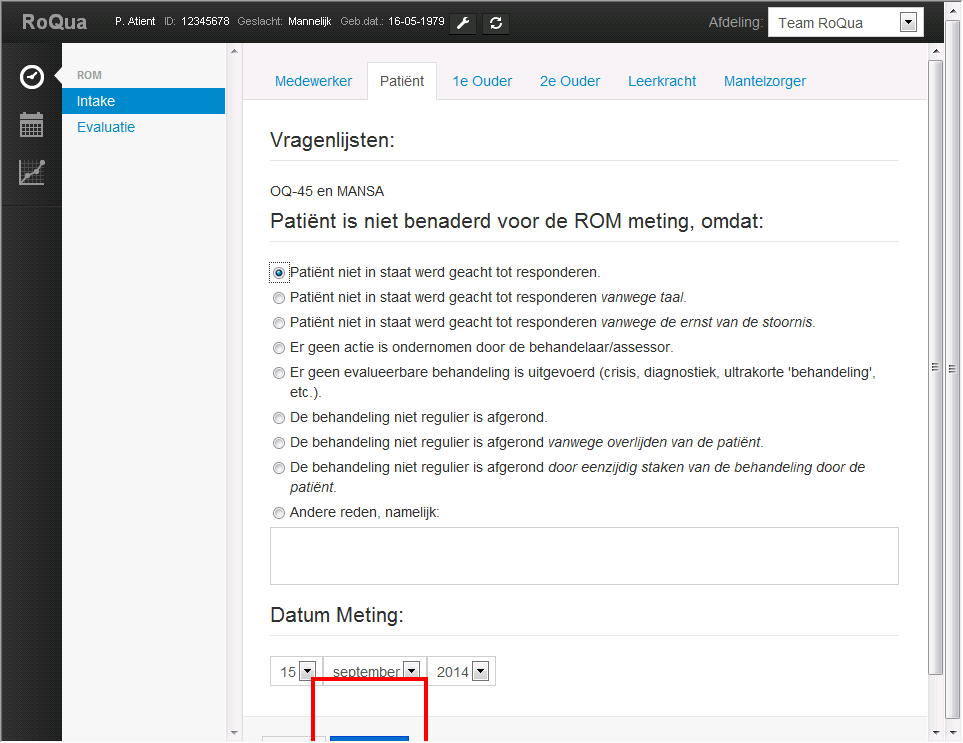 RoQua P. Atient ID: 12345678 Geslacht: Mannelijk Geb.dat.: 16-05-1979 Afdeling: Team RoQua
ROM
Intake
Evaluatie
Medewerker Patiënt 1e Ouder 2e Ouder Leerkracht Mantelzorger
Vragenlijsten:
OQ-45 en MANSA
Patiënt is niet benaderd voor de ROM meting, omdat:
Patiënt niet in staat werd geacht tot responderen.
Patiënt niet in staat werd geacht tot responderen vanwege taal.
Patiënt niet in staat werd geacht tot responderen vanwege de ernst van de stoornis.
Er geen actie is ondernomen door de behandelaar/assessor.
Er geen evalueerbare behandeling is uitgevoerd (crisis, diagnostiek, ultrakorte 'behandeling',
etc.).
De behandeling niet regulier is afgerond.
De behandeling niet regulier is afgerond vanwege overlijden van de patiënt.
De behandeling niet regulier is afgerond door eenzijdig staken van de behandeling door de
patiënt.
Andere reden, namelijk:
Datum Meting:
15 september 2014